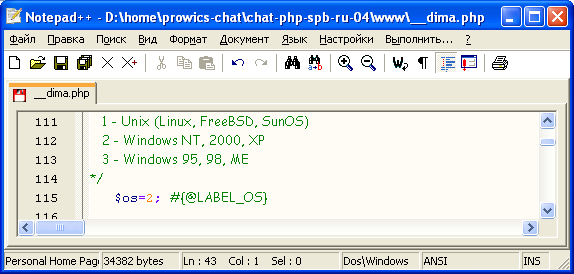 Notepad++ - D:\home\prowics-chat\chat-php-spb-ru-04\www\__dima.php
Файл Правка Поиск Вид Формат Документ Язык Настройки Выполнить... ?
__dima.php
111 1 - Unix (Linux, FreeBSD, SunOS)
112 2 - Windows NT, 2000, XP
113 3 - Windows 95, 98, ME
114 */
115 $os=2; #{@LABEL_OS}
116
Personal Home Page 34382 bytes Ln : 43 Col : 1 Sel : 0 Dos\Windows ANSI INS